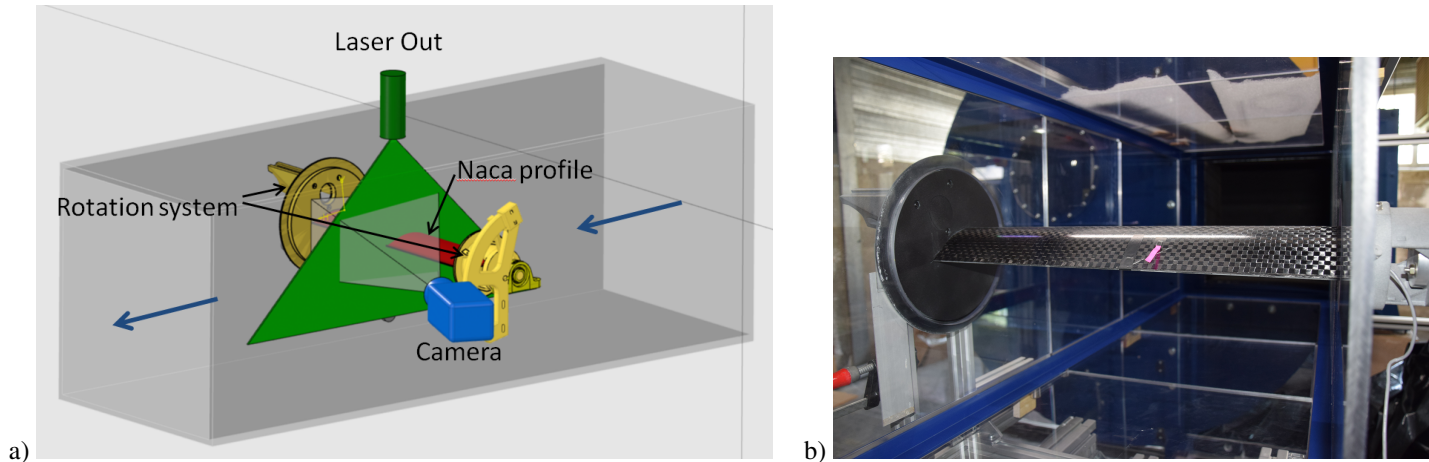 Laser Out
Naca profile
Rotation system
Camera
a)
b)